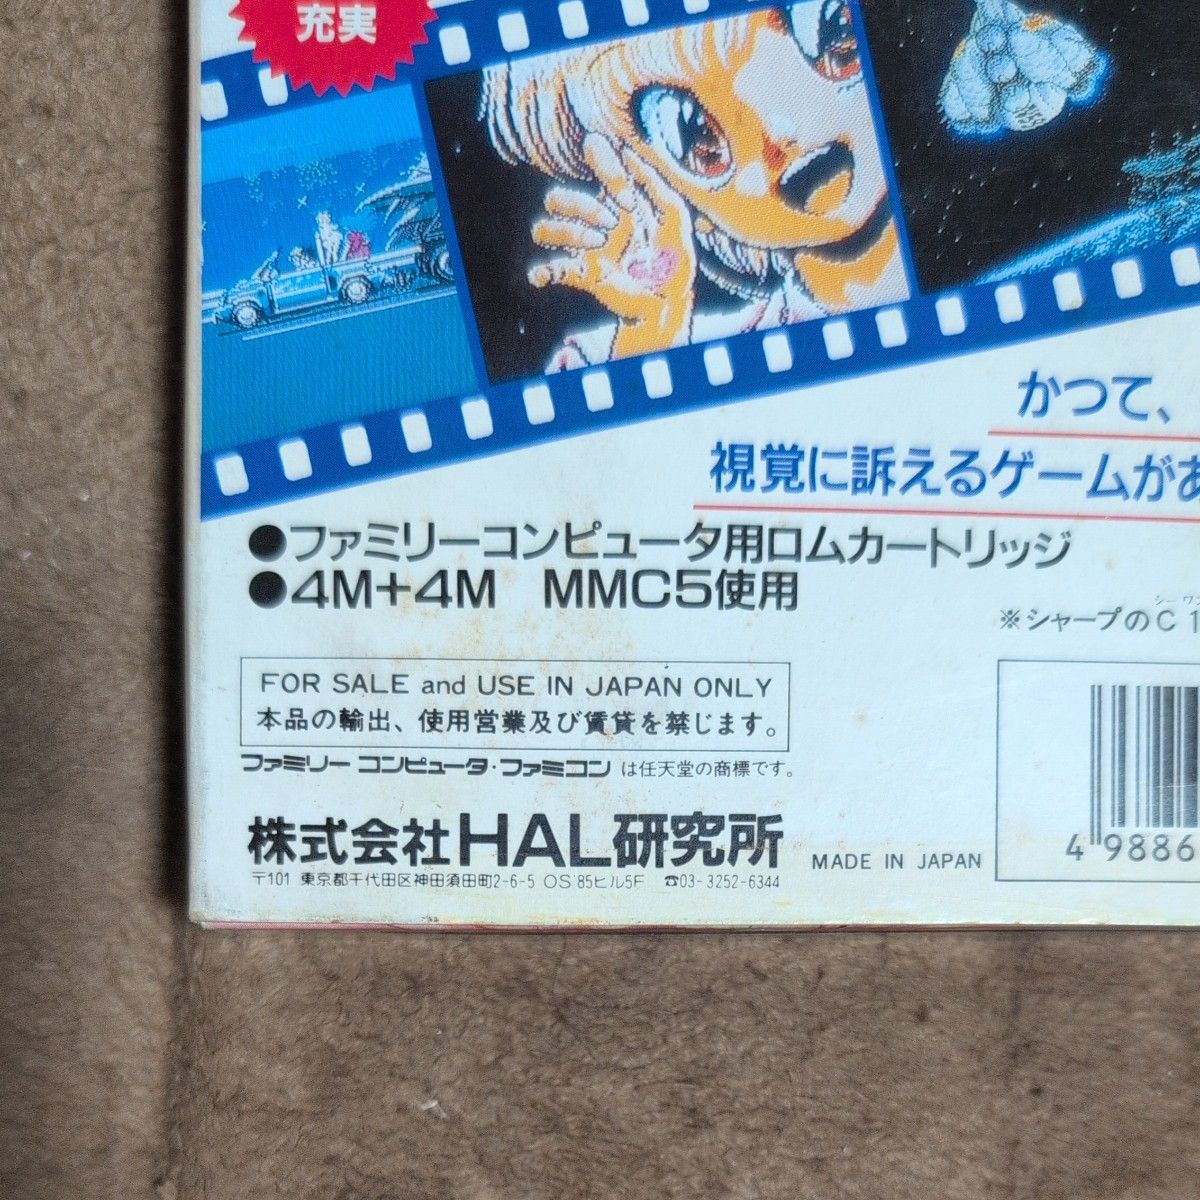 充実
かつて、
視覚に訴えるゲームがあ
●ファミリーコンピュータ用ロムカートリッジ
●4M+4M MMC5使用
シーワン
※シャープのC1
FOR SALE and USE IN JAPAN ONLY
本品の輸出、使用営業及び賃貸を禁じます。
ファミリー コンピュータ・ファミコン は任天堂の商標です。
株式会社HAL研究所
〒101 東京都千代田区神田須田町2-6-5 OS'85ビル5F ☎03-3252-6344
MADE IN JAPAN
4 9886